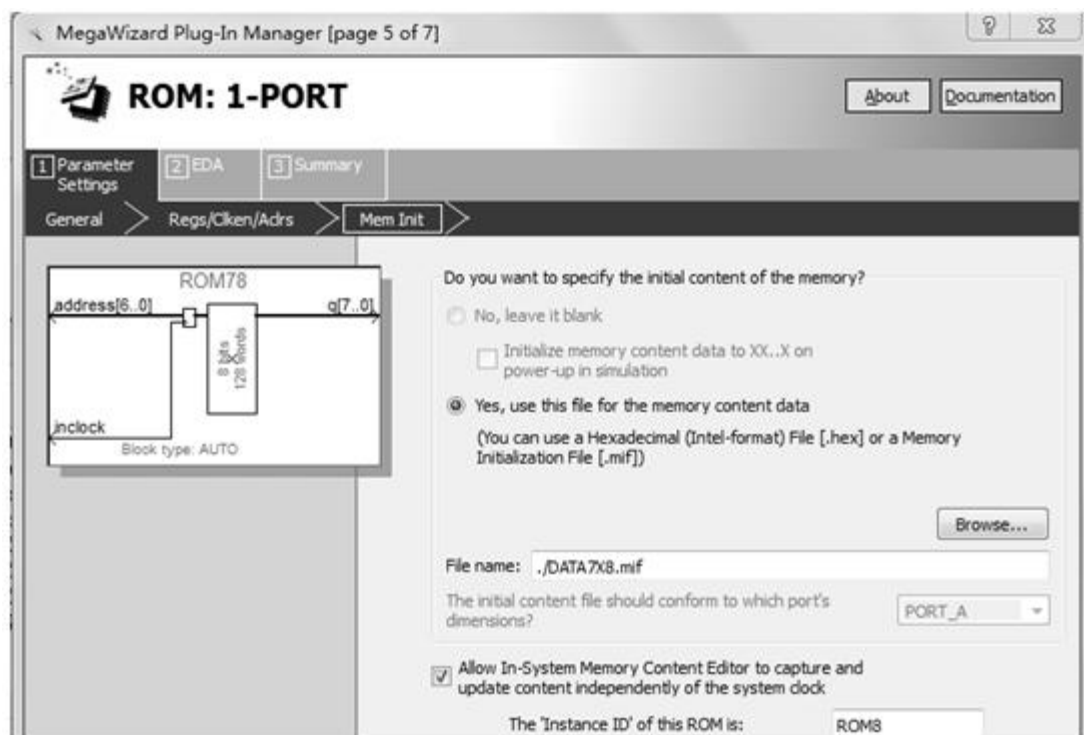 MegaWizard Plug-In Manager [page 5 of 7]
ROM: 1-PORT
About
Documentation
1 Parameter Settings
2 EDA
3 Summary
General
Regs/Clken/Adrs
Mem Init
ROM78
address[6..0]
q[7..0]
8 bits
128 words
inclock
Block type: AUTO
Do you want to specify the initial content of the memory?
No, leave it blank
Initialize memory content data to XX..X on
power-up in simulation
Yes, use this file for the memory content data
(You can use a Hexadecimal (Intel-format) File [.hex] or a Memory
Initialization File [.mif])
Browse...
File name: ./DATA7X8.mif
The initial content file should conform to which port's
dimensions?
PORT_A
Allow In-System Memory Content Editor to capture and
update content independently of the system clock
The 'Instance ID' of this ROM is: ROM8